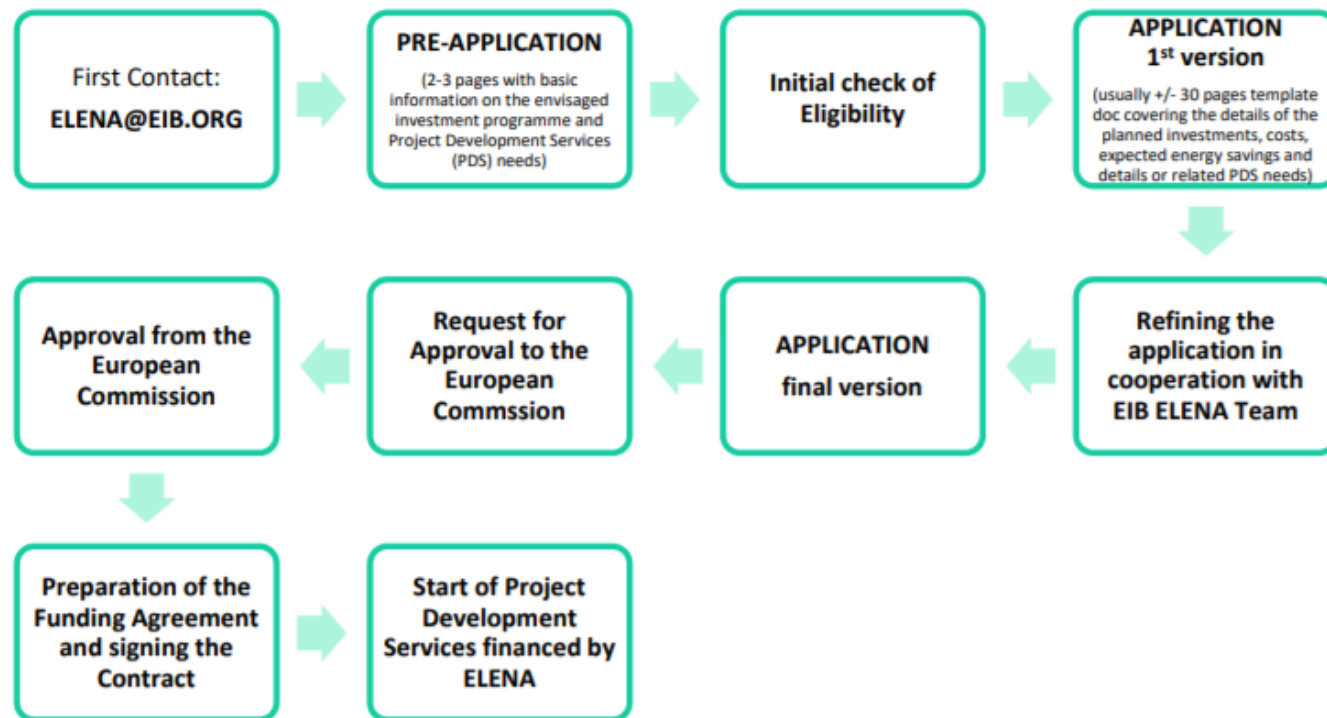 First Contact:
ELENA@EIB.ORG
PRE-APPLICATION
(2-3 pages with basic
information on the envisaged
investment programme and
Project Development Services
(PDS) needs)
Initial check of
Eligibility
APPLICATION
1st version
(usually +/- 30 pages template
doc covering the details of the
planned investments, costs,
expected energy savings and
details or related PDS needs)
Refining the
application in
cooperation with
EIB ELENA Team
APPLICATION
final version
Request for
Approval to the
European
Commssion
Approval from the
European
Commission
Preparation of the
Funding Agreement
and signing the
Contract
Start of Project
Development
Services financed by
ELENA